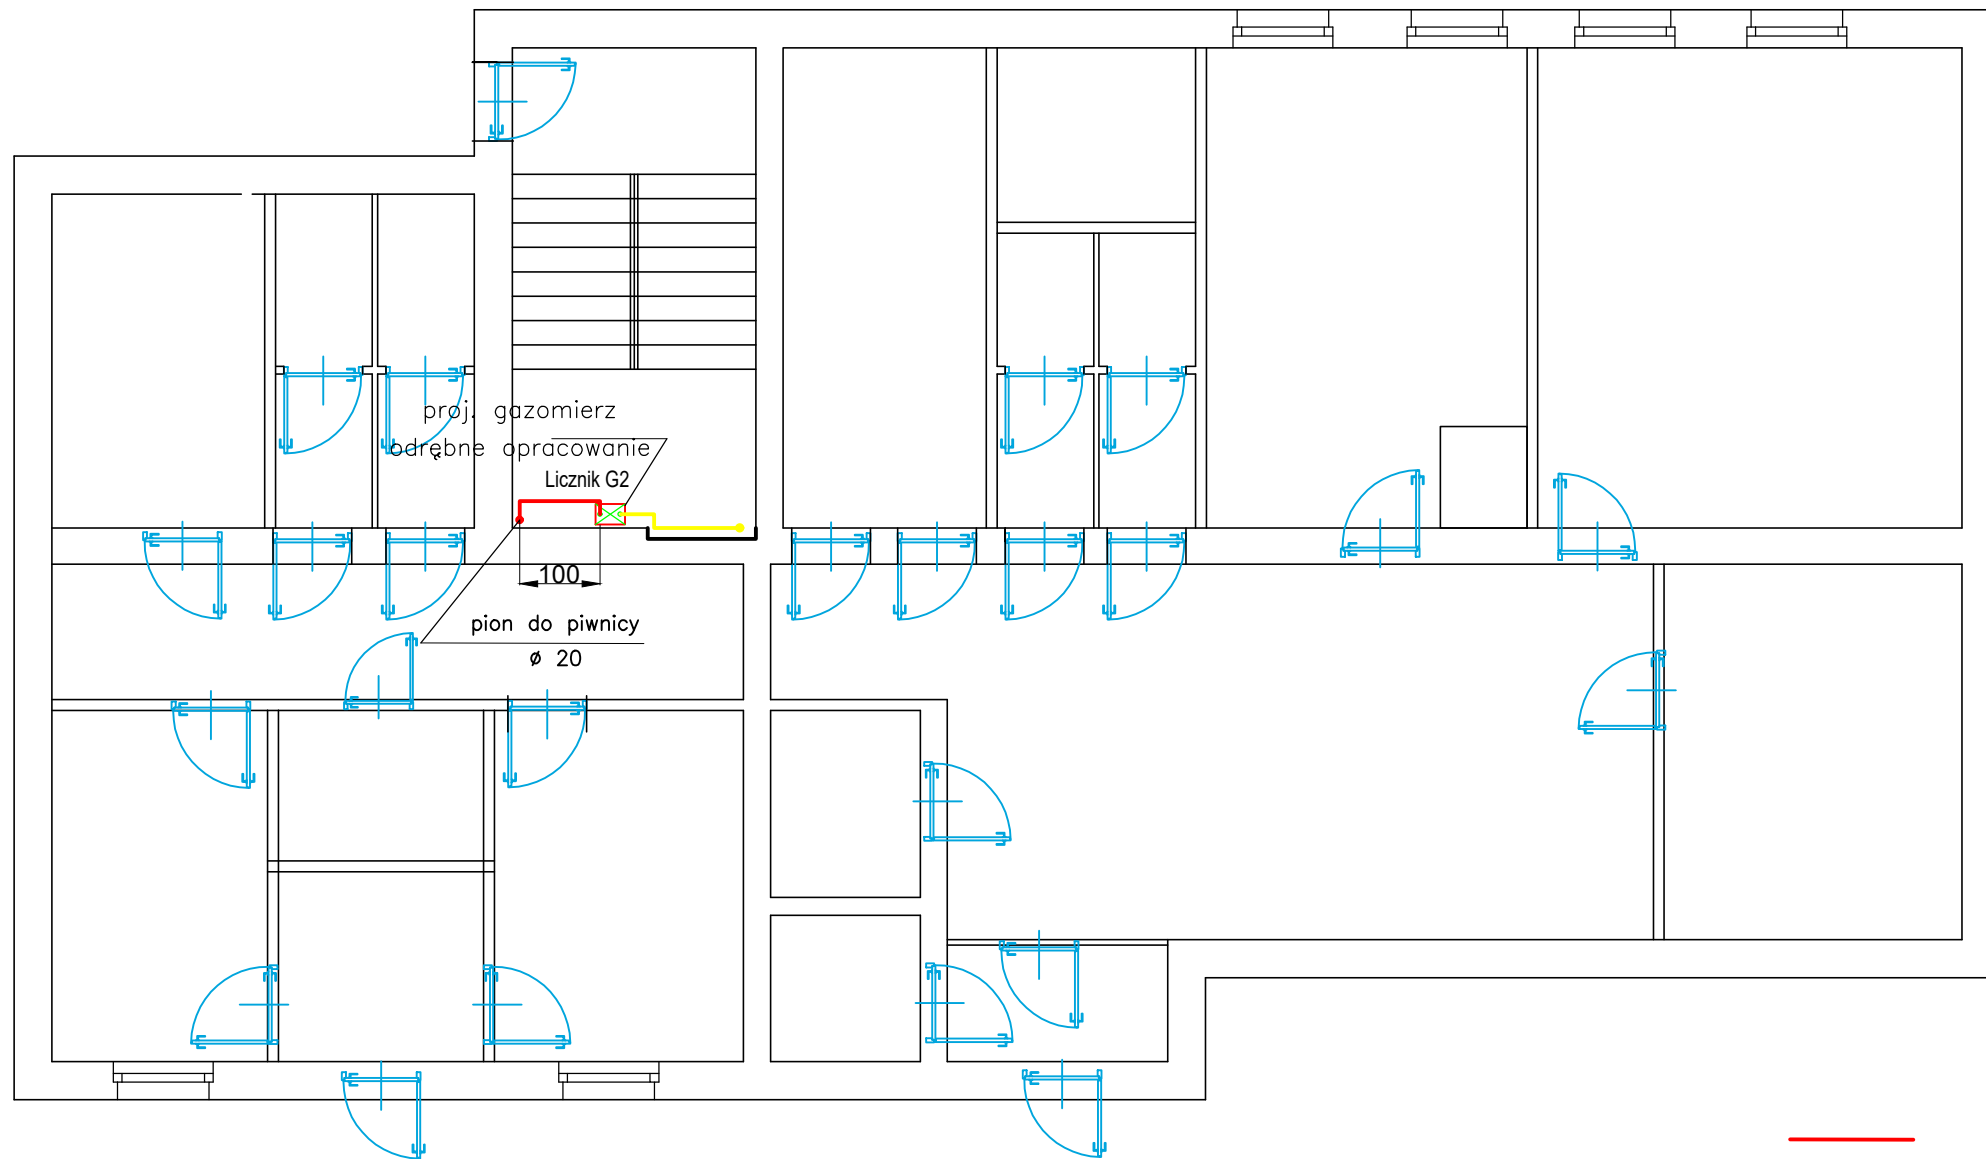 proj. gazomierz
odrębne opracowanie
Licznik G2
100
pion do piwnicy
ø 20